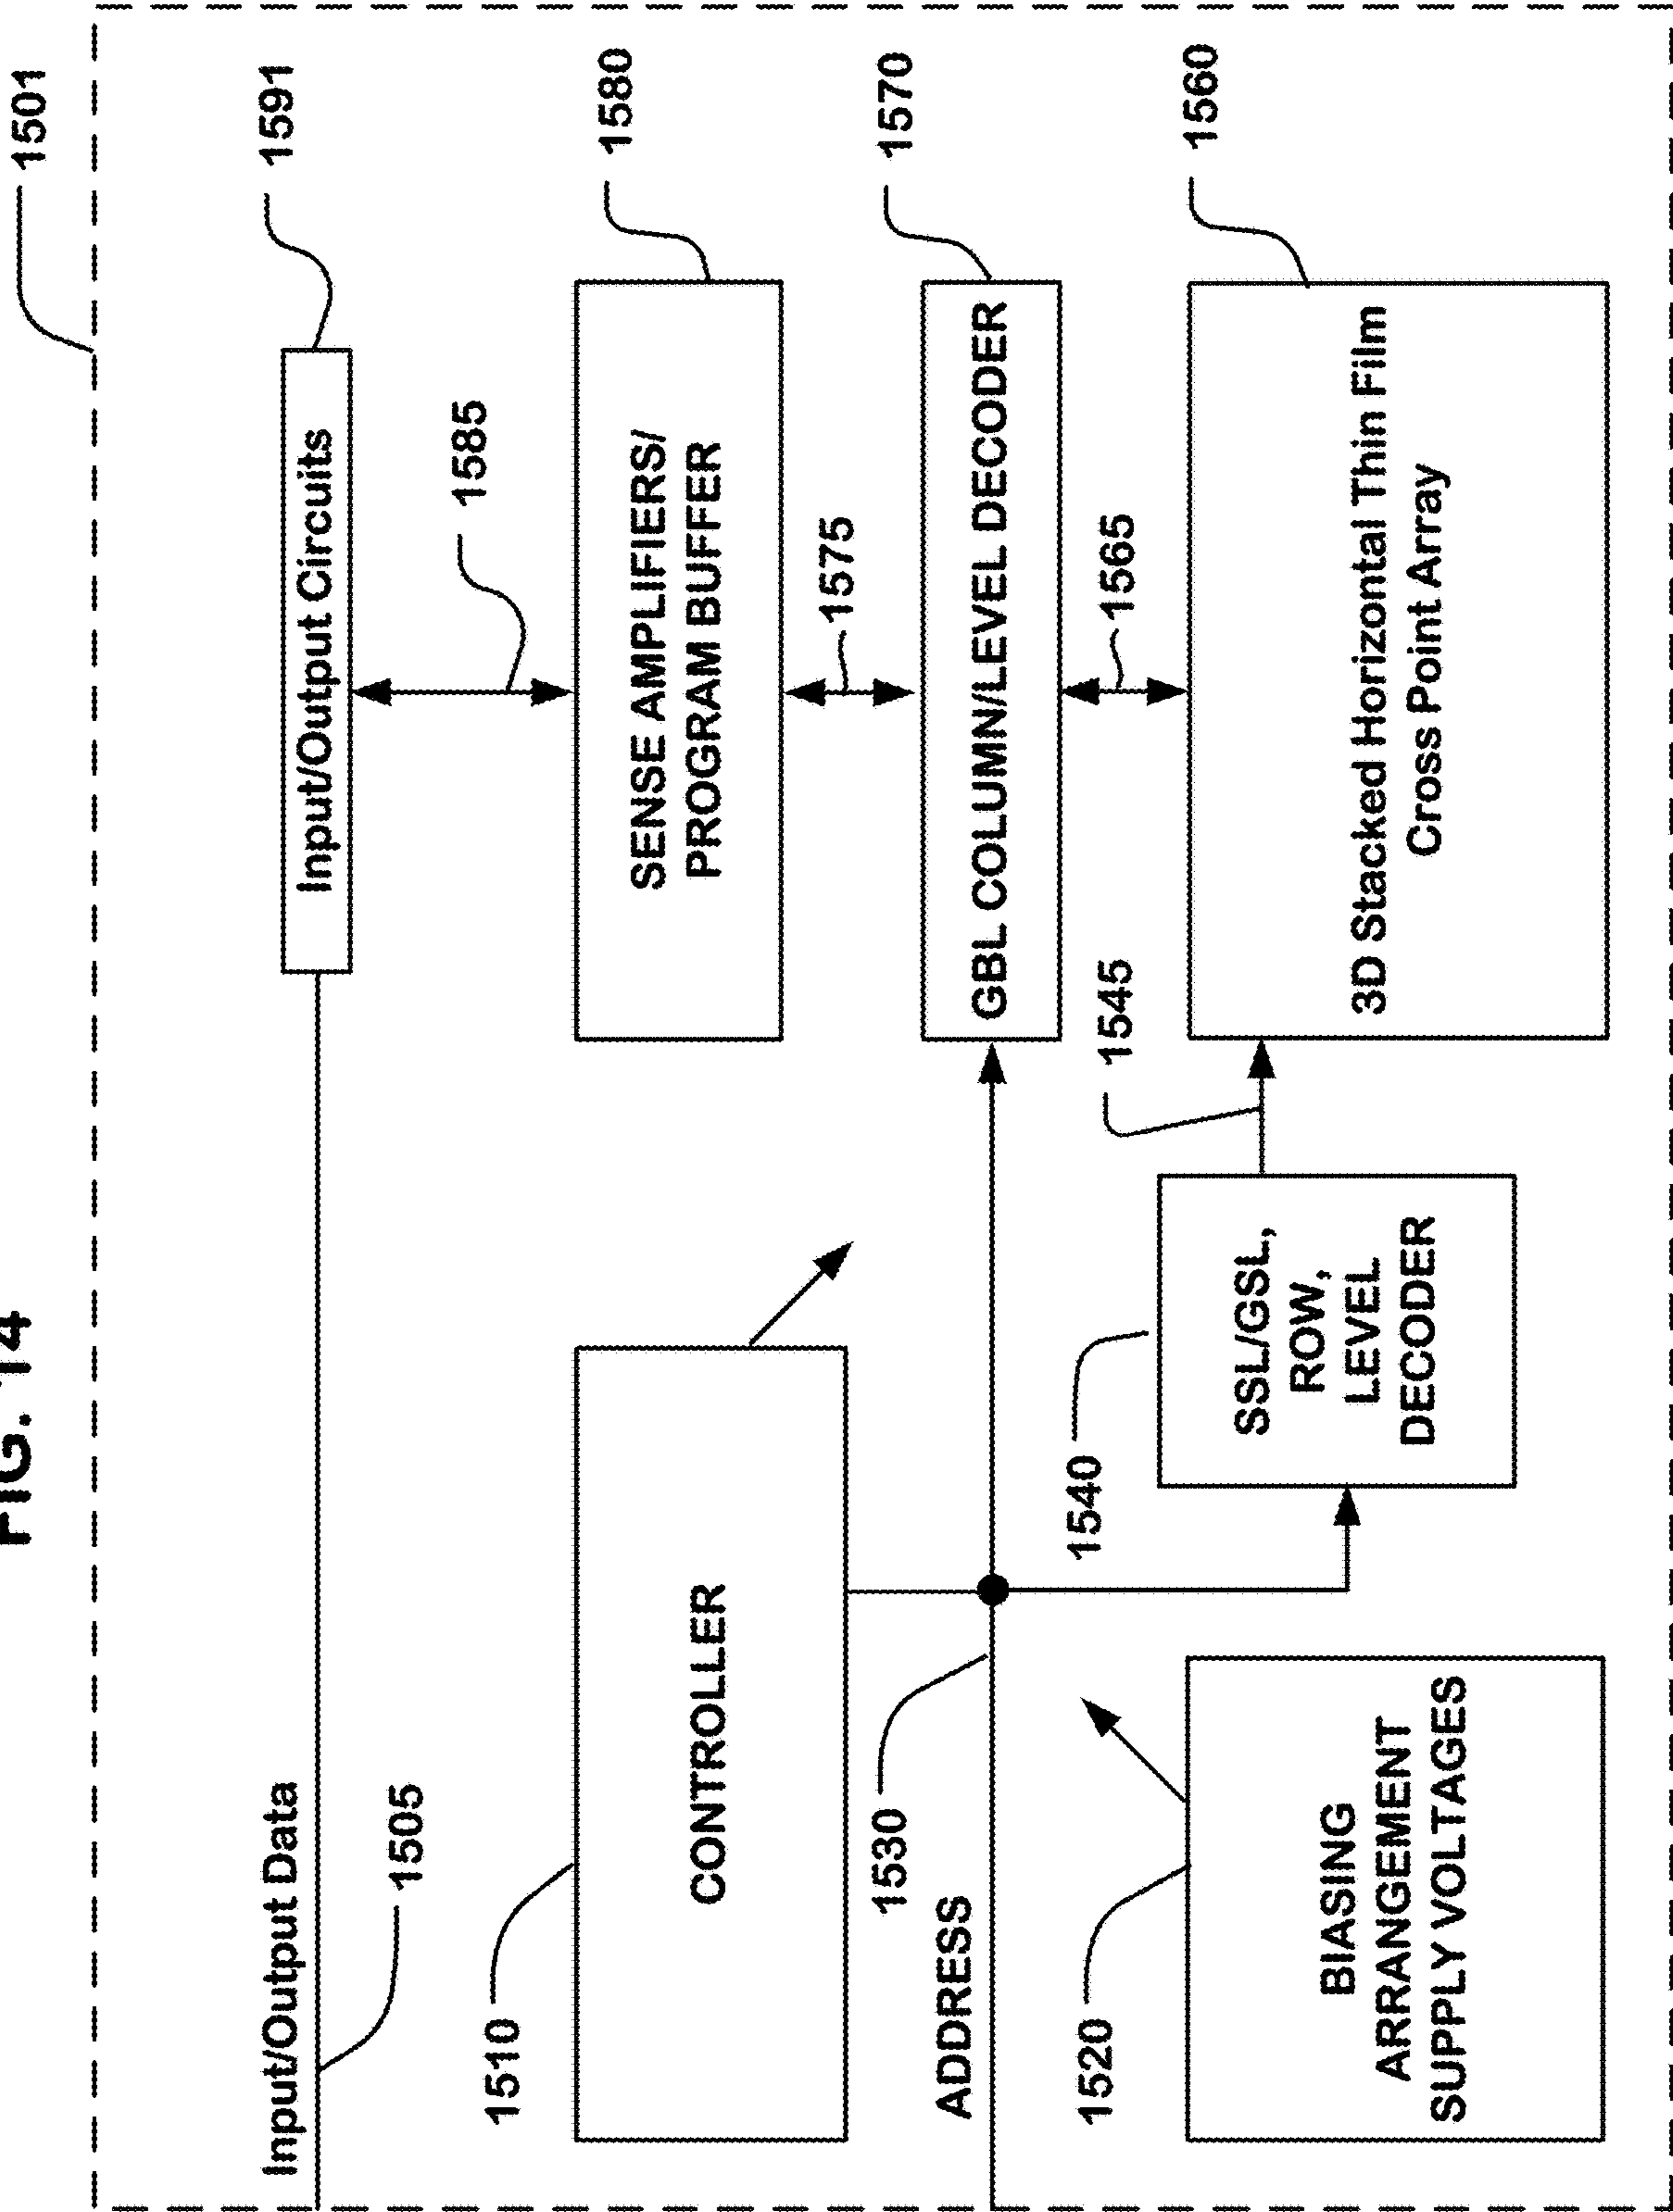 FIG. 14
1501
Input/Output Data
1591
Input/Output Circuits
1505
1585
1510
1580
CONTROLLER
SENSE AMPLIFIERS/
PROGRAM BUFFER
1575
1530
1570
ADDRESS
GBL COLUMN/LEVEL DECODER
1520
1540
1545
1565
1560
BIASING
ARRANGEMENT
SUPPLY VOLTAGES
SSL/GSL,
ROW,
LEVEL
DECODER
3D Stacked Horizontal Thin Film
Cross Point Array